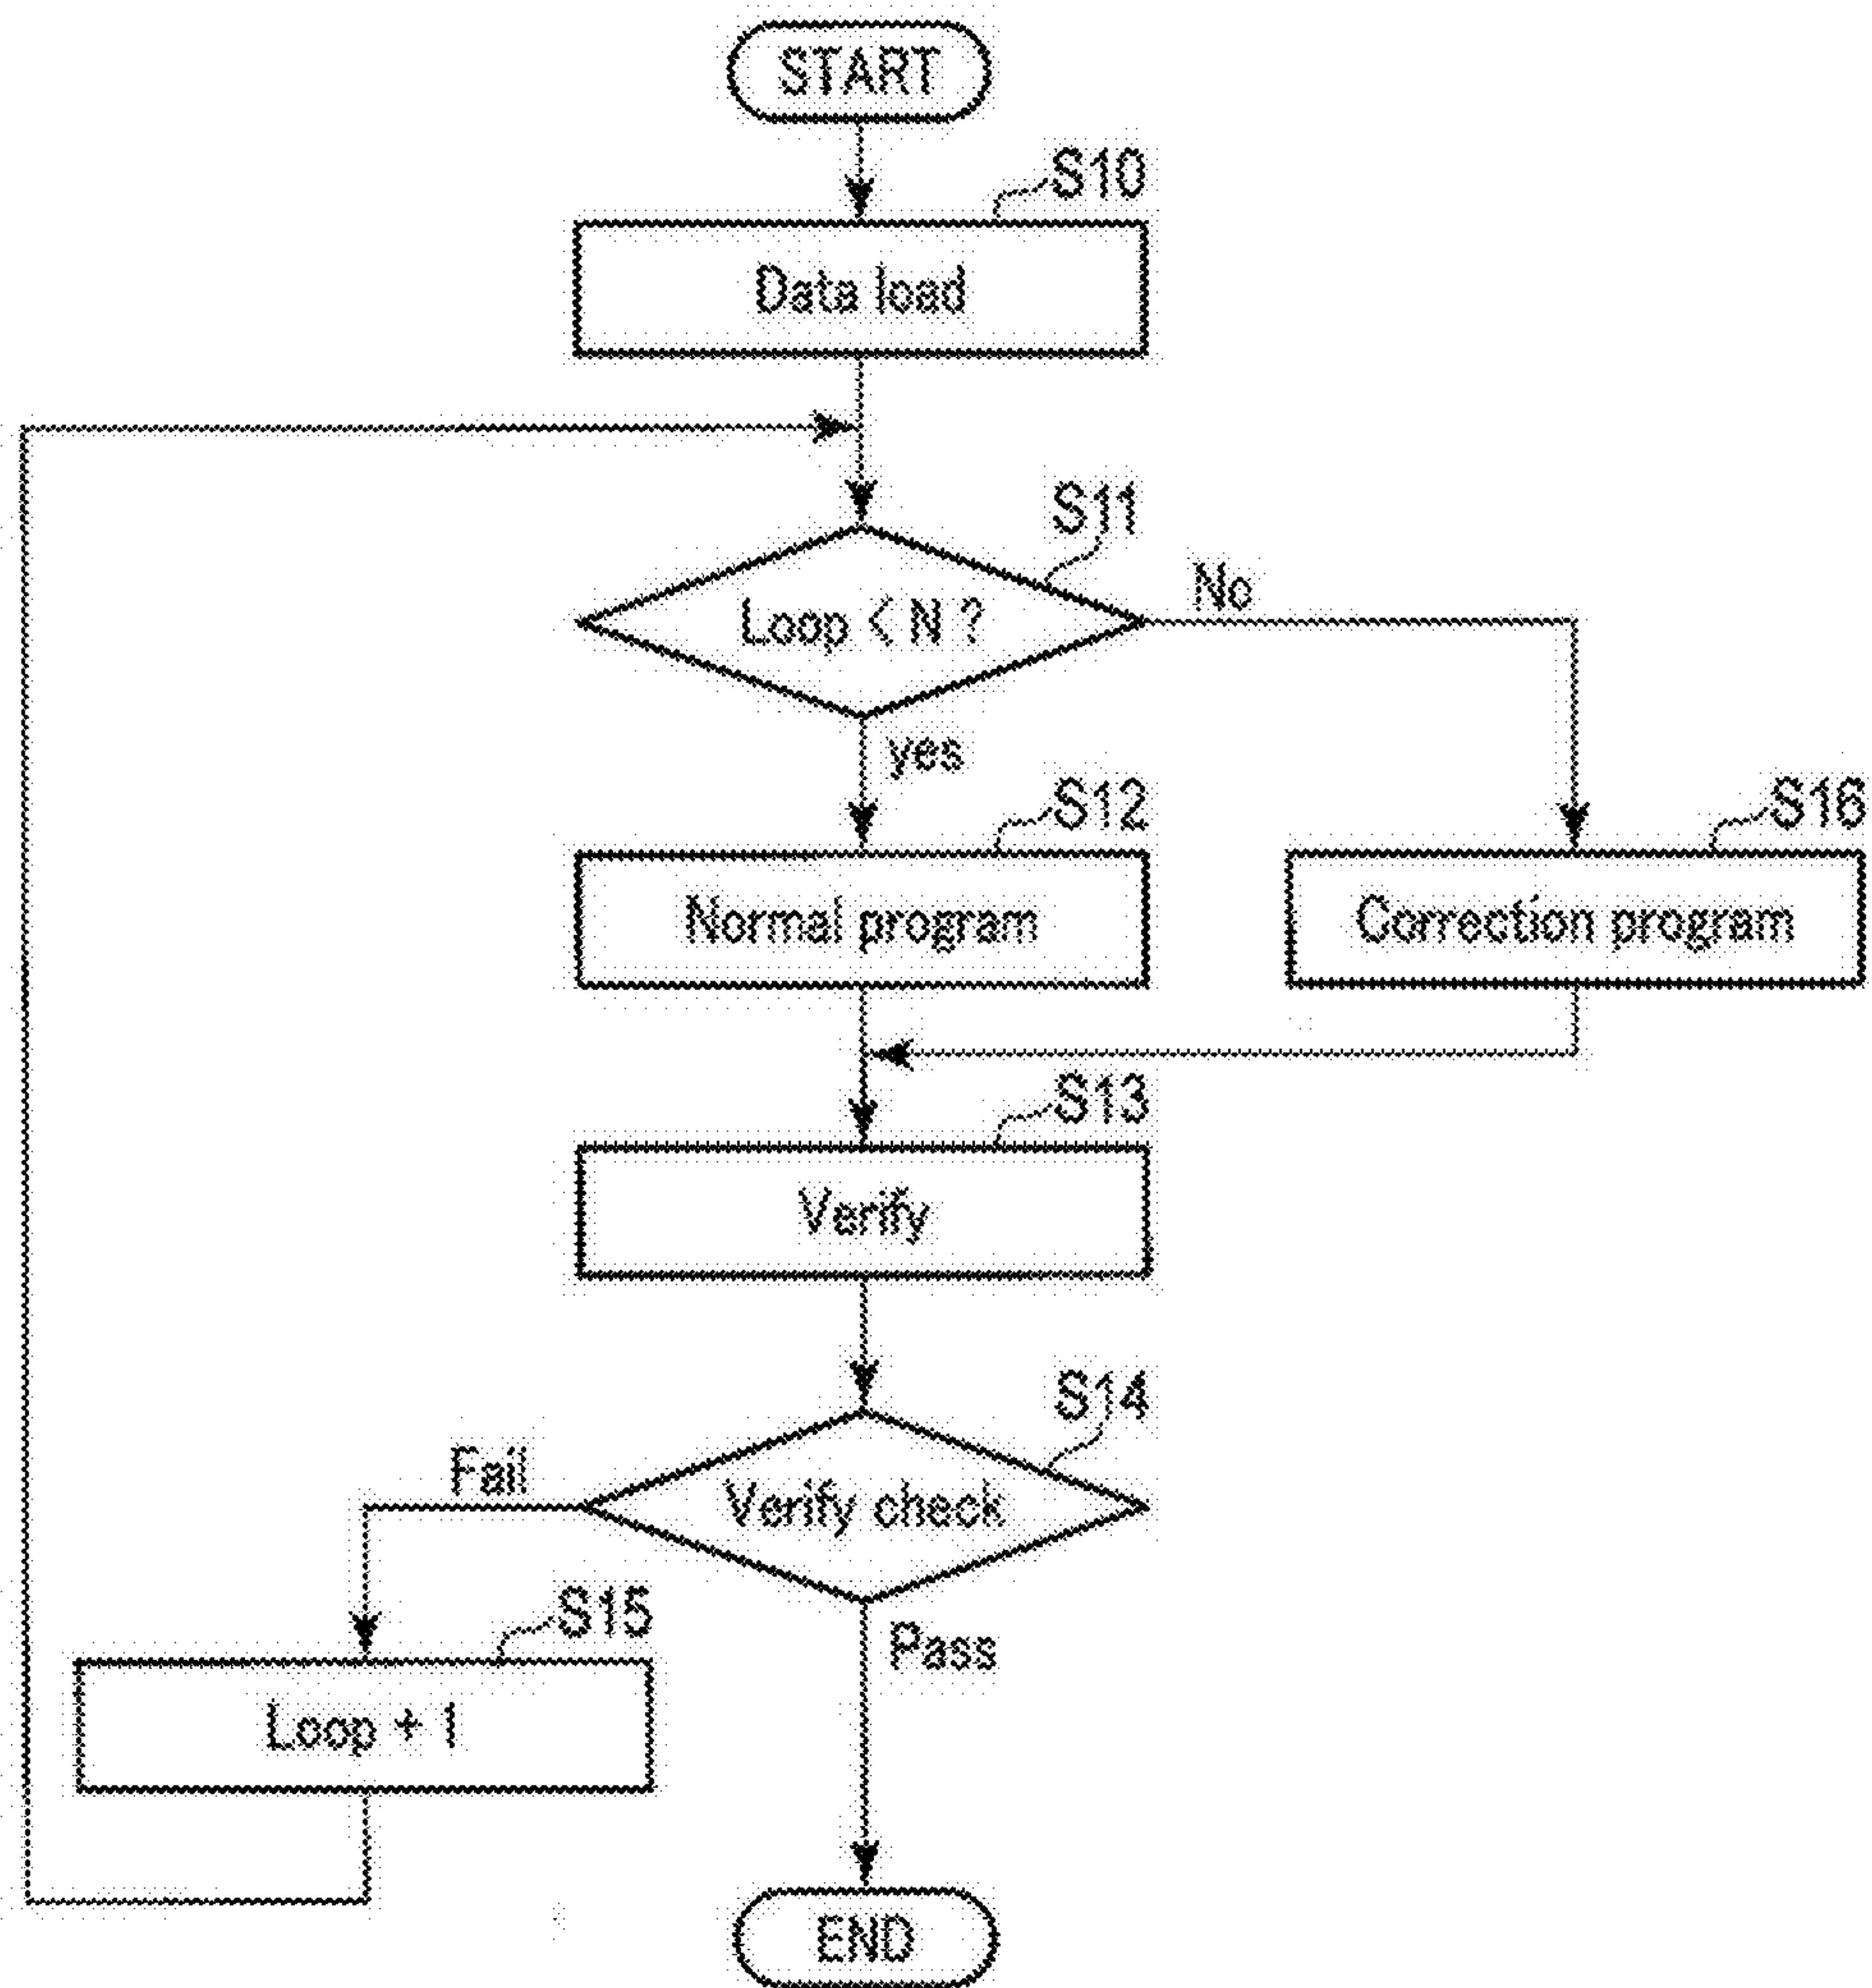 START
S10
Data load
S11
Loop < N ?
No
yes
S12
S16
Normal program
Correction program
S13
Verify
S14
Fail
Verify check
S15
Pass
Loop + 1
END